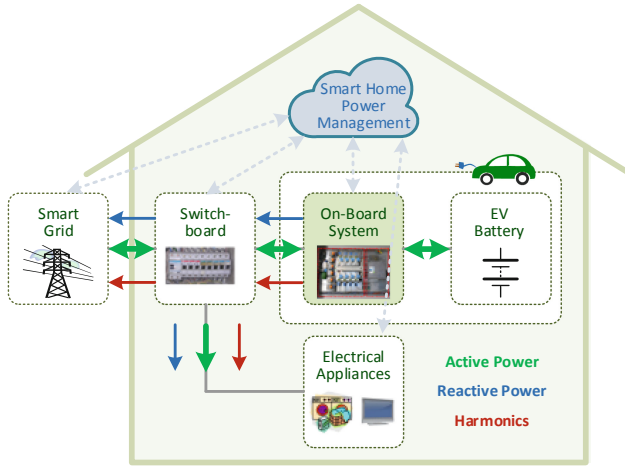 Smart Home
Power
Management
Smart
Grid
Switch-
board
On-Board
System
EV
Battery
Electrical
Appliances
Active Power
Reactive Power
Harmonics